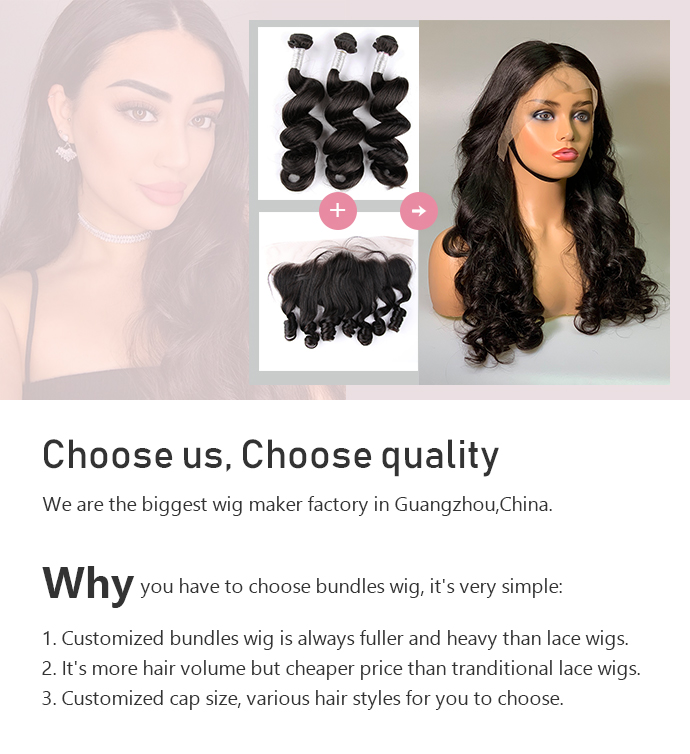 Choose us, Choose quality
We are the biggest wig maker factory in Guangzhou,China.
Why you have to choose bundles wig, it's very simple:
1. Customized bundles wig is always fuller and heavy than lace wigs.
2. It's more hair volume but cheaper price than tranditional lace wigs.
3. Customized cap size, various hair styles for you to choose.